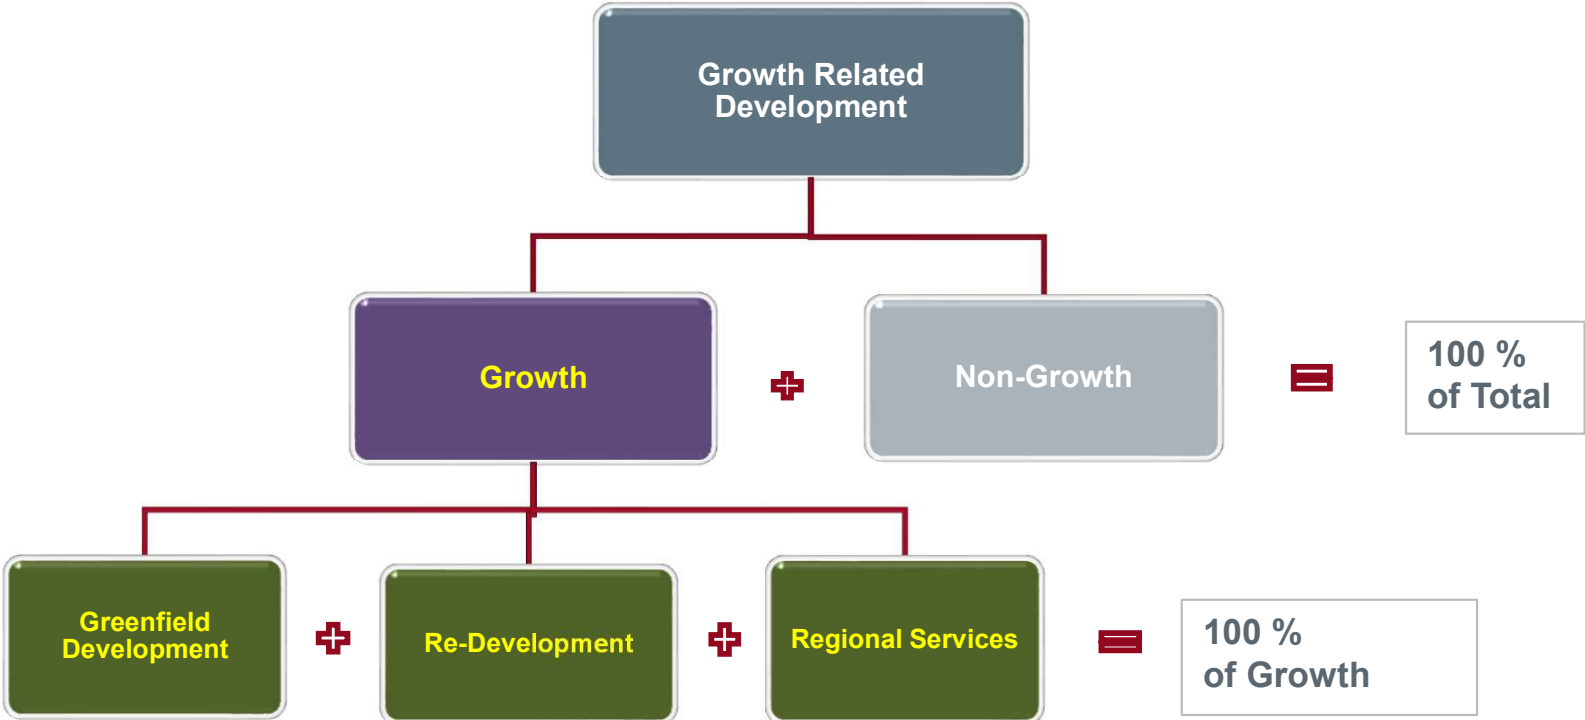 Growth Related
Development
Growth
Non-Growth
100 %
of Total
Greenfield
Development
Re-Development
Regional Services
100 %
of Growth